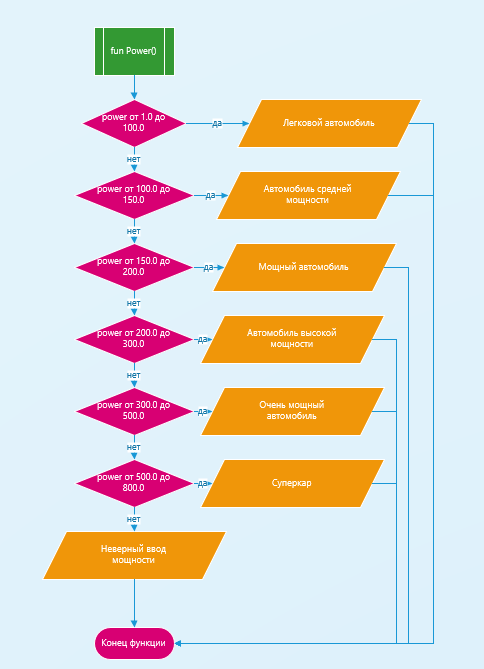 fun Power()
power от 1.0 до
100.0
да
Легковой автомобиль
нет
power от 100.0 до
150.0
да
Автомобиль средней
мощности
нет
power от 150.0 до
200.0
да
Мощный автомобиль
нет
power от 200.0 до
300.0
да
Автомобиль высокой
мощности
нет
power от 300.0 до
500.0
да
Очень мощный
автомобиль
нет
power от 500.0 до
800.0
да
Суперкар
нет
Неверный ввод
мощности
Конец функции